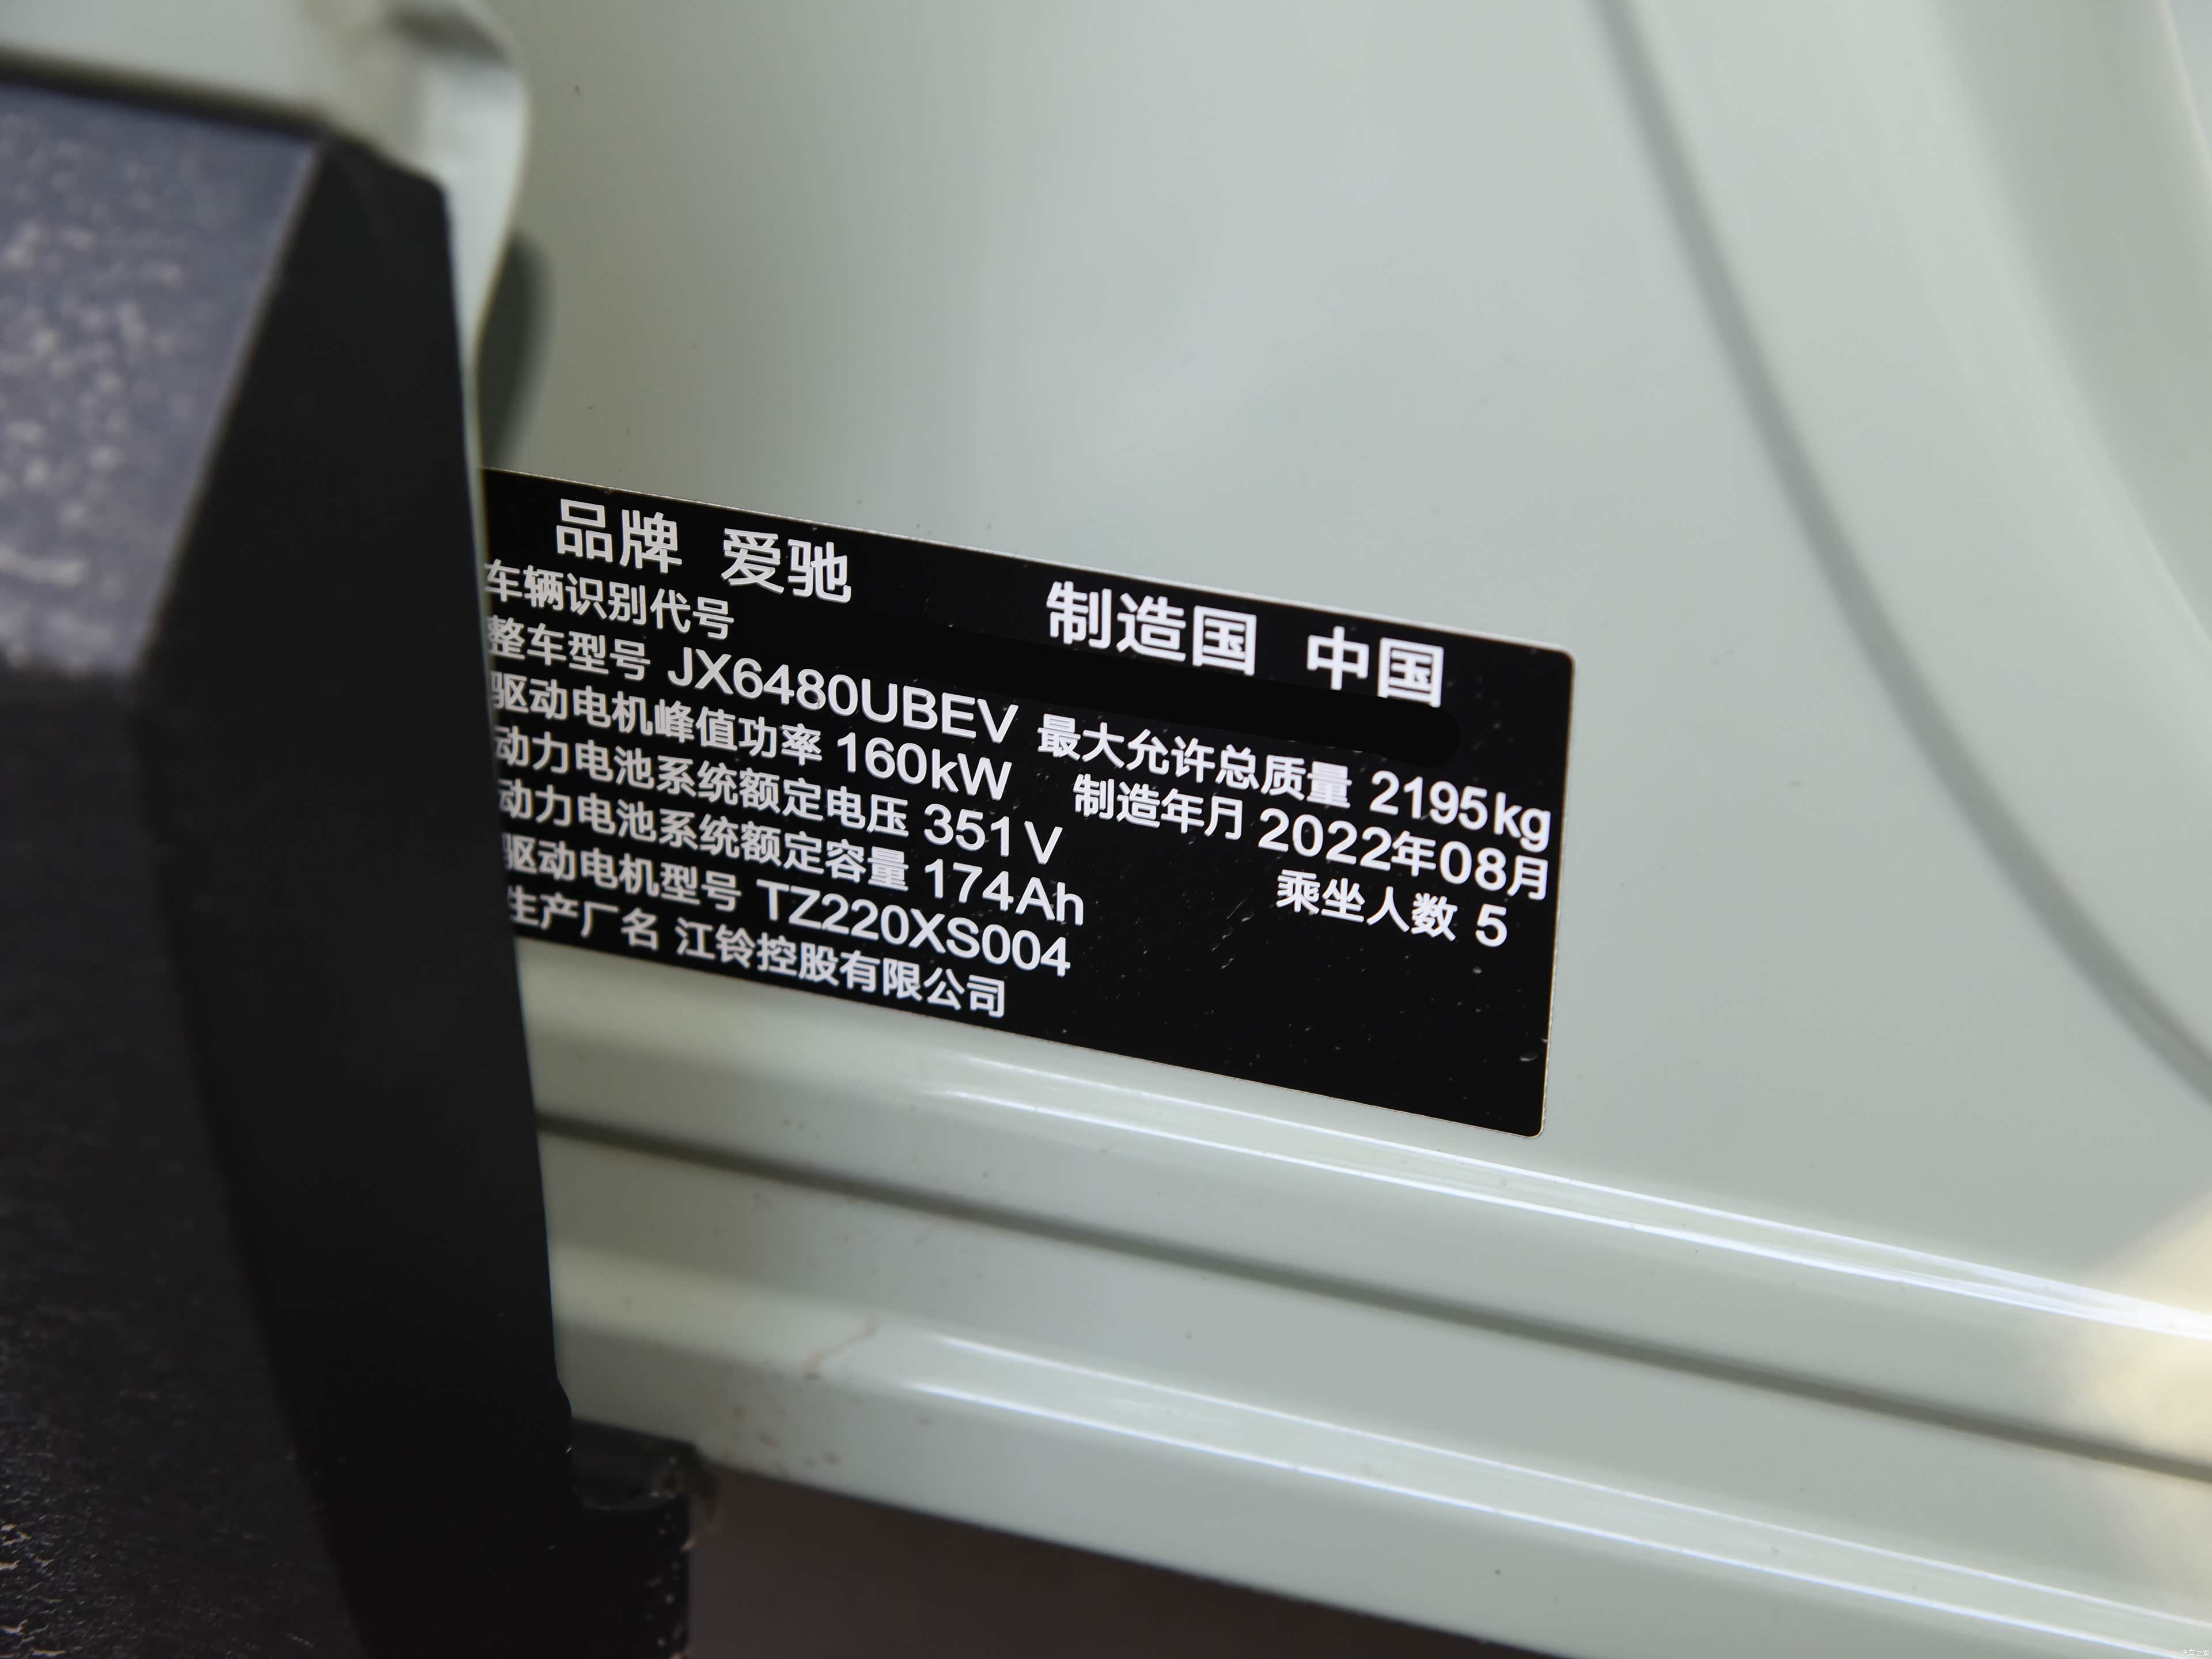 品牌 爱驰 制造国 中国
车辆识别代号
整车型号 JX6480UBEV 最大允许总质量 2195kg
驱动电机峰值功率 160kW 制造年月 2022年08月
动力电池系统额定电压 351V 乘坐人数 5
动力电池系统额定容量 174Ah
驱动电机型号 TZ220XS004
生产厂名 江铃控股有限公司
汽车之家